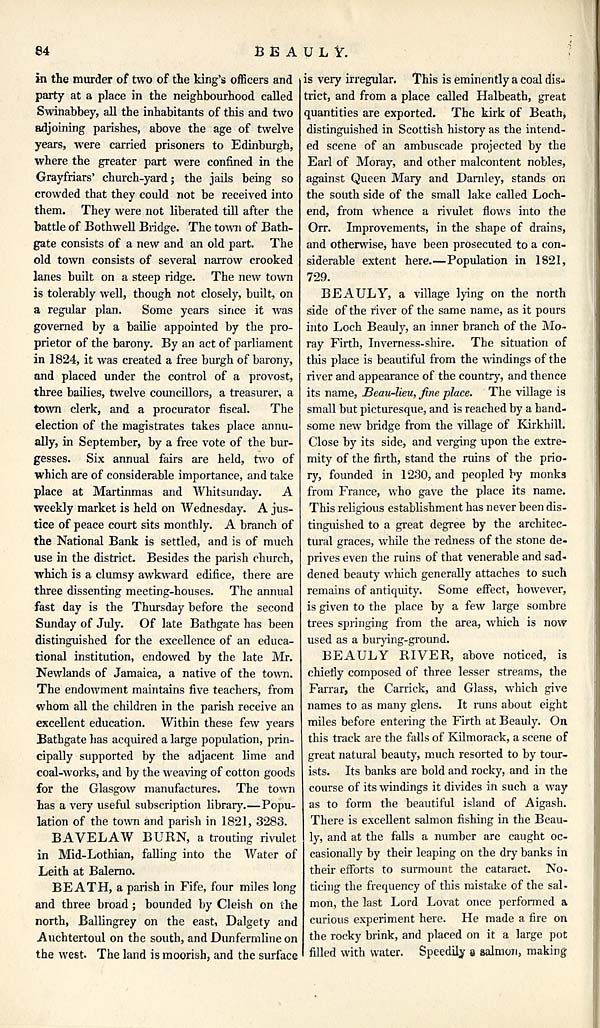 84
BEAULY.
in the murder of two of the king's officers and
party at a place in the neighbourhood called
Swinabbey, all the inhabitants of this and two
adjoining parishes, above the age of twelve
years, were carried prisoners to Edinburgh,
where the greater part were confined in the
Grayfriars' church-yard; the jails being so
crowded that they could not be received into
them. They were not liberated till after the
battle of Bothwell Bridge. The town of Bath-
gate consists of a new and an old part. The
old town consists of several narrow crooked
lanes built on a steep ridge. The new town
is tolerably well, though not closely, built, on
a regular plan. Some years since it was
governed by a bailie appointed by the pro-
prietor of the barony. By an act of parliament
in 1824, it was created a free burgh of barony,
and placed under the control of a provost,
three bailies, twelve councillors, a treasurer, a
town clerk, and a procurator fiscal. The
election of the magistrates takes place annu-
ally, in September, by a free vote of the bur-
gesses. Six annual fairs are held, two of
which are of considerable importance, and take
place at Martinmas and Whitsunday. A
weekly market is held on Wednesday. A jus-
tice of peace court sits monthly. A branch of
the National Bank is settled, and is of much
use in the district. Besides the parish church,
which is a clumsy awkward edifice, there are
three dissenting meeting-houses. The annual
fast day is the Thursday before the second
Sunday of July. Of late Bathgate has been
distinguished for the excellence of an educa-
tional institution, endowed by the late Mr.
Newlands of Jamaica, a native of the town.
The endowment maintains five teachers, from
whom all the children in the parish receive an
excellent education. Within these few years
Bathgate has acquired a large population, prin-
cipally supported by the adjacent lime and
coal-works, and by the weaving of cotton goods
for the Glasgow manufactures. The town
has a very useful subscription library.—Popu-
lation of the town and parish in 1821, 3283.
BAVELAW BURN, a trouting rivulet
in Mid-Lothian, falling into the Water of
Leith at Balerno.
BEATH, a parish in Fife, four miles long
and three broad; bounded by Cleish on the
north, Ballingrey on the east, Dalgety and
Auchtertoul on the south, and Dunfermline on
the west. The land is moorish, and the surface
is very irregular. This is eminently a coal dis-
trict, and from a place called Halbeath, great
quantities are exported. The kirk of Beath,
distinguished in Scottish history as the intend-
ed scene of an ambuscade projected by the
Earl of Moray, and other malcontent nobles,
against Queen Mary and Darnley, stands on
the south side of the small lake called Loch-
end, from whence a rivulet flows into the
Orr. Improvements, in the shape of drains,
and otherwise, have been prosecuted to a con-
siderable extent here.—Population in 1821,
729.
BEAULY, a village lying on the north
side of the river of the same name, as it pours
into Loch Beauly, an inner branch of the Mo-
ray Firth, Inverness-shire. The situation of
this place is beautiful from the windings of the
river and appearance of the country, and thence
its name, Beau-lieu, fine place. The village is
small but picturesque, and is reached by a hand-
some new bridge from the village of Kirkhill.
Close by its side, and verging upon the extre-
mity of the firth, stand the ruins of the prio-
ry, founded in 1230, and peopled by monks
from France, who gave the place its name.
This religious establishment has never been dis-
tinguished to a great degree by the architec-
tural graces, while the redness of the stone de-
prives even the ruins of that venerable and sad-
dened beauty which generally attaches to such
remains of antiquity. Some effect, however,
is given to the place by a few large sombre
trees springing from the area, which is now
used as a burying-ground.
BEAULY RIVER, above noticed, is
chiefly composed of three lesser streams, the
Farrar, the Carrick, and Glass, which give
names to as many glens. It runs about eight
miles before entering the Firth at Beauly. On
this track are the falls of Kilmorack, a scene of
great natural beauty, much resorted to by tour-
ists. Its banks are bold and rocky, and in the
course of its windings it divides in such a way
as to form the beautiful island of Aigash.
There is excellent salmon fishing in the Beau-
ly, and at the falls a number are caught oc-
casionally by their leaping on the dry banks in
their efforts to surmount the cataract. No-
ticing the frequency of this mistake of the sal-
mon, the last Lord Lovat once performed a
curious experiment here. He made a fire on
the rocky brink, and placed on it a large pot
filled with water. Speedily a salmon, making